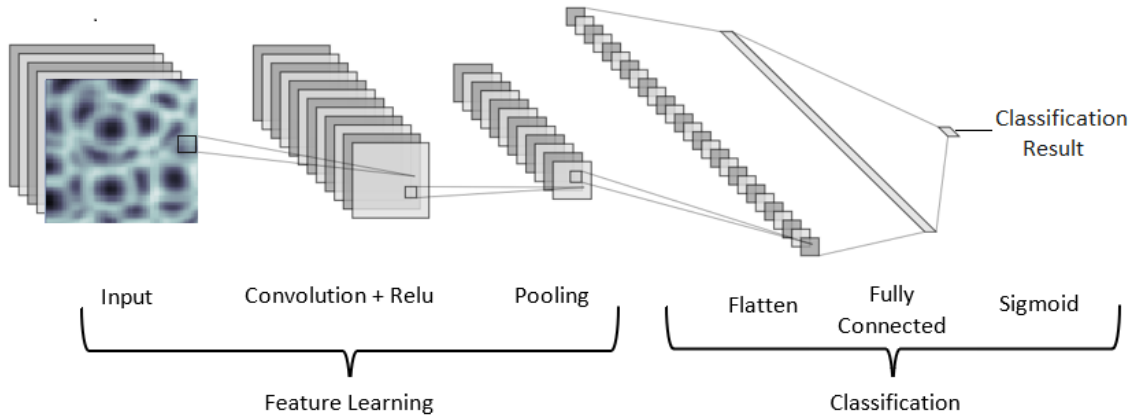 Classification
Result
Input
Convolution + Relu
Pooling
Flatten
Fully
Connected
Sigmoid
Feature Learning
Classification